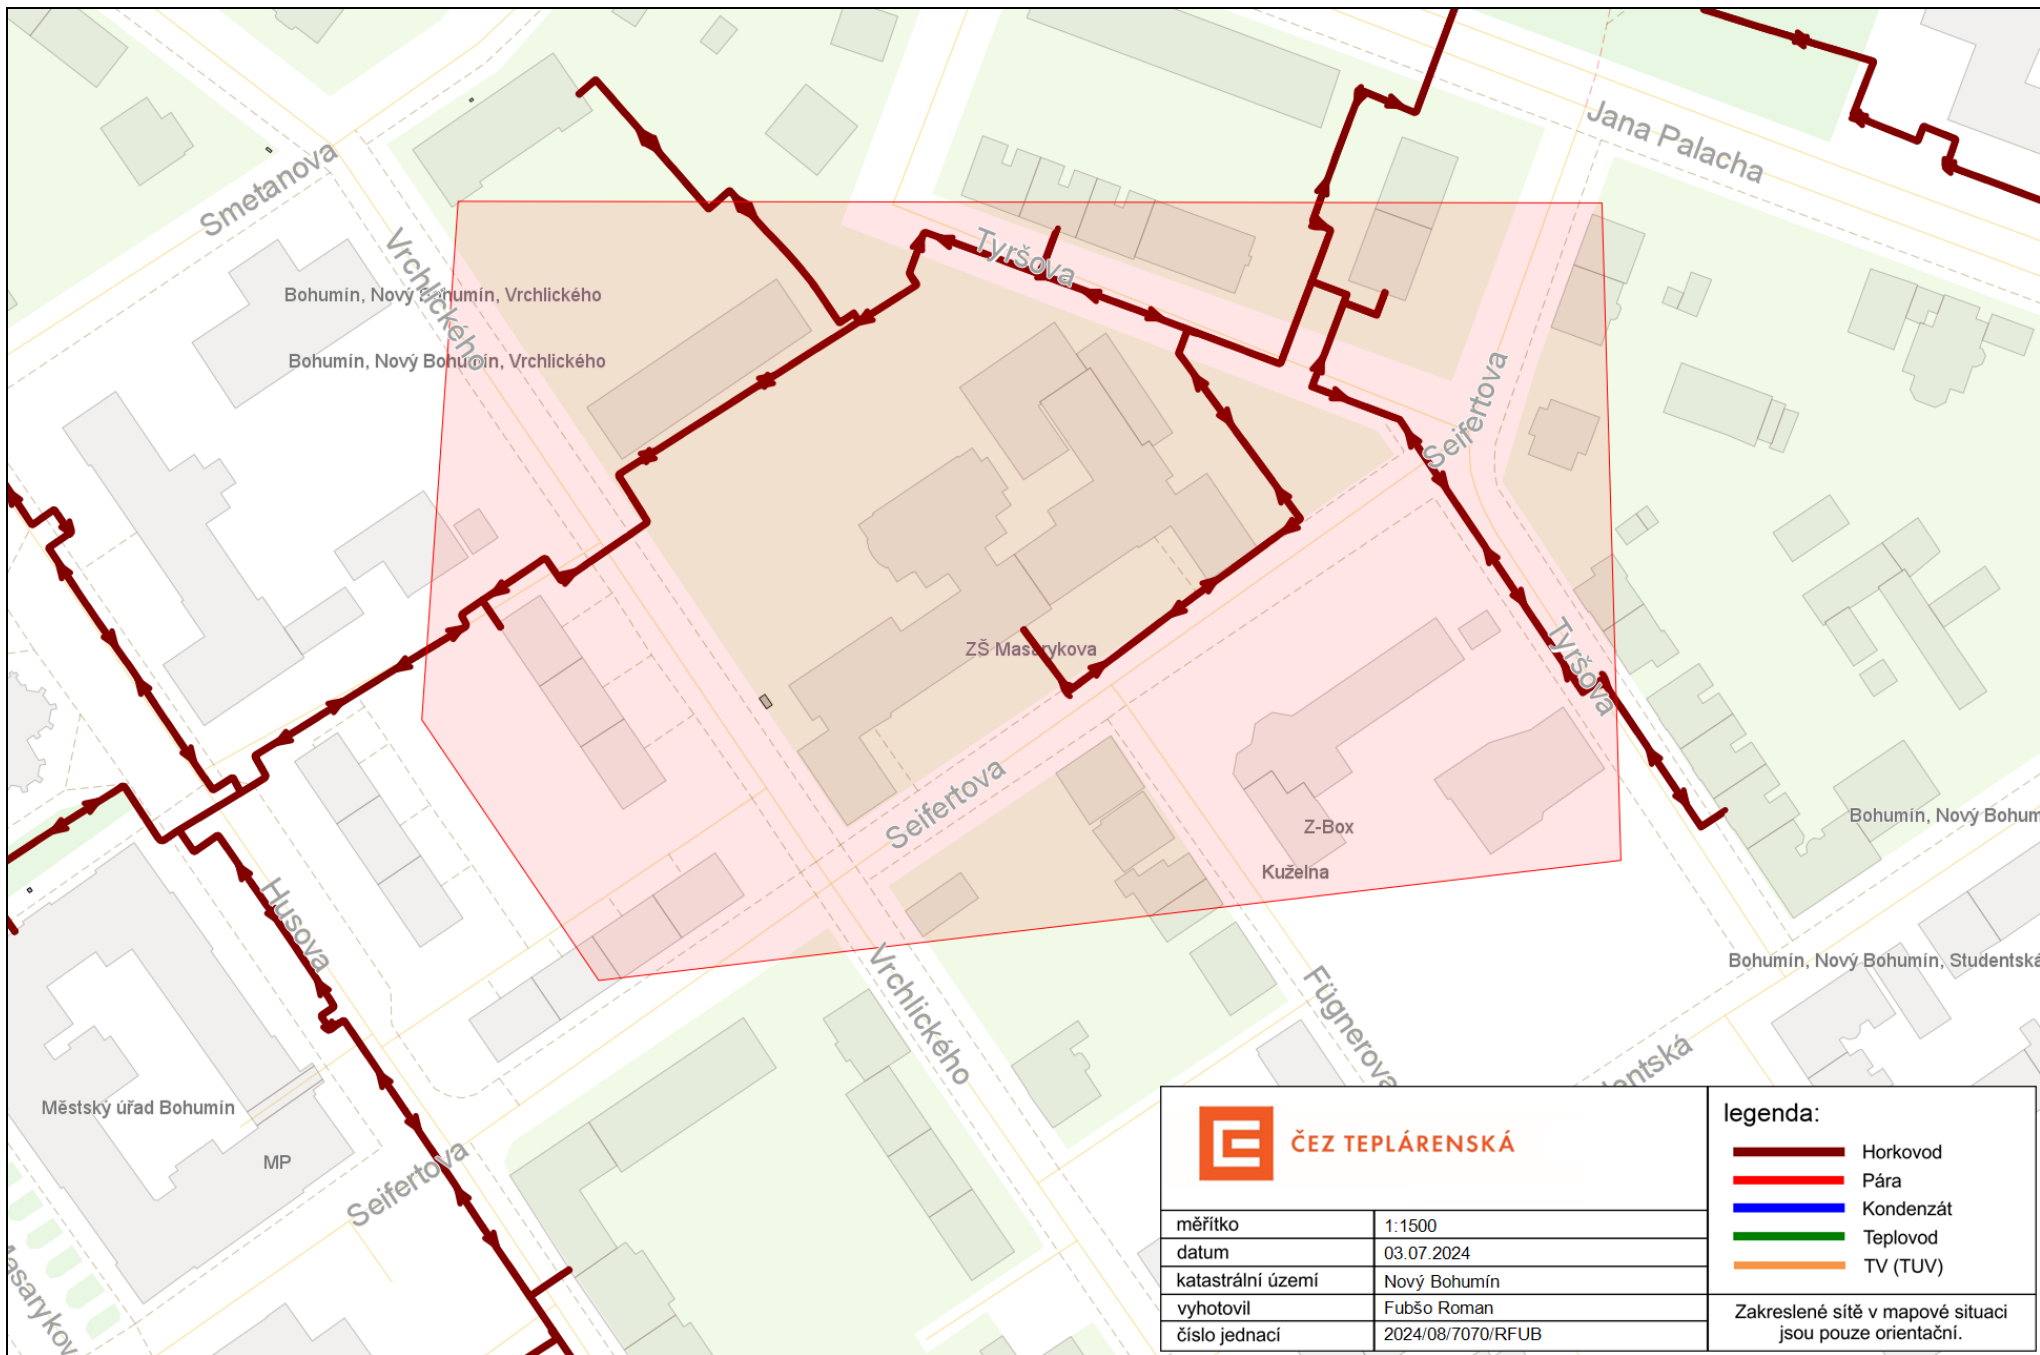 Jana Palacha
Smetanova
Vrchlického
Tyršova
Bohumín, Nový Bohumín, Vrchlického
Bohumín, Nový Bohumín, Vrchlického
Seifertova
ZŠ Masarykova
Tyršova
Seifertova
Z-Box
Kuželna
Bohumín, Nový Bohum
Husova
Vrchlického
Fügnerova
Bohumín, Nový Bohumín, Studentská
dentská
Městský úřad Bohumín
MP
Seifertova
Masarykov
ČEZ TEPLÁRENSKÁ
měřítko 1:1500
datum 03.07.2024
katastrální území Nový Bohumín
vyhotovil Fubšo Roman
číslo jednací 2024/08/7070/RFUB
legenda:
Horkovod
Pára
Kondenzát
Teplovod
TV (TUV)
Zakreslené sítě v mapové situaci
jsou pouze orientační.